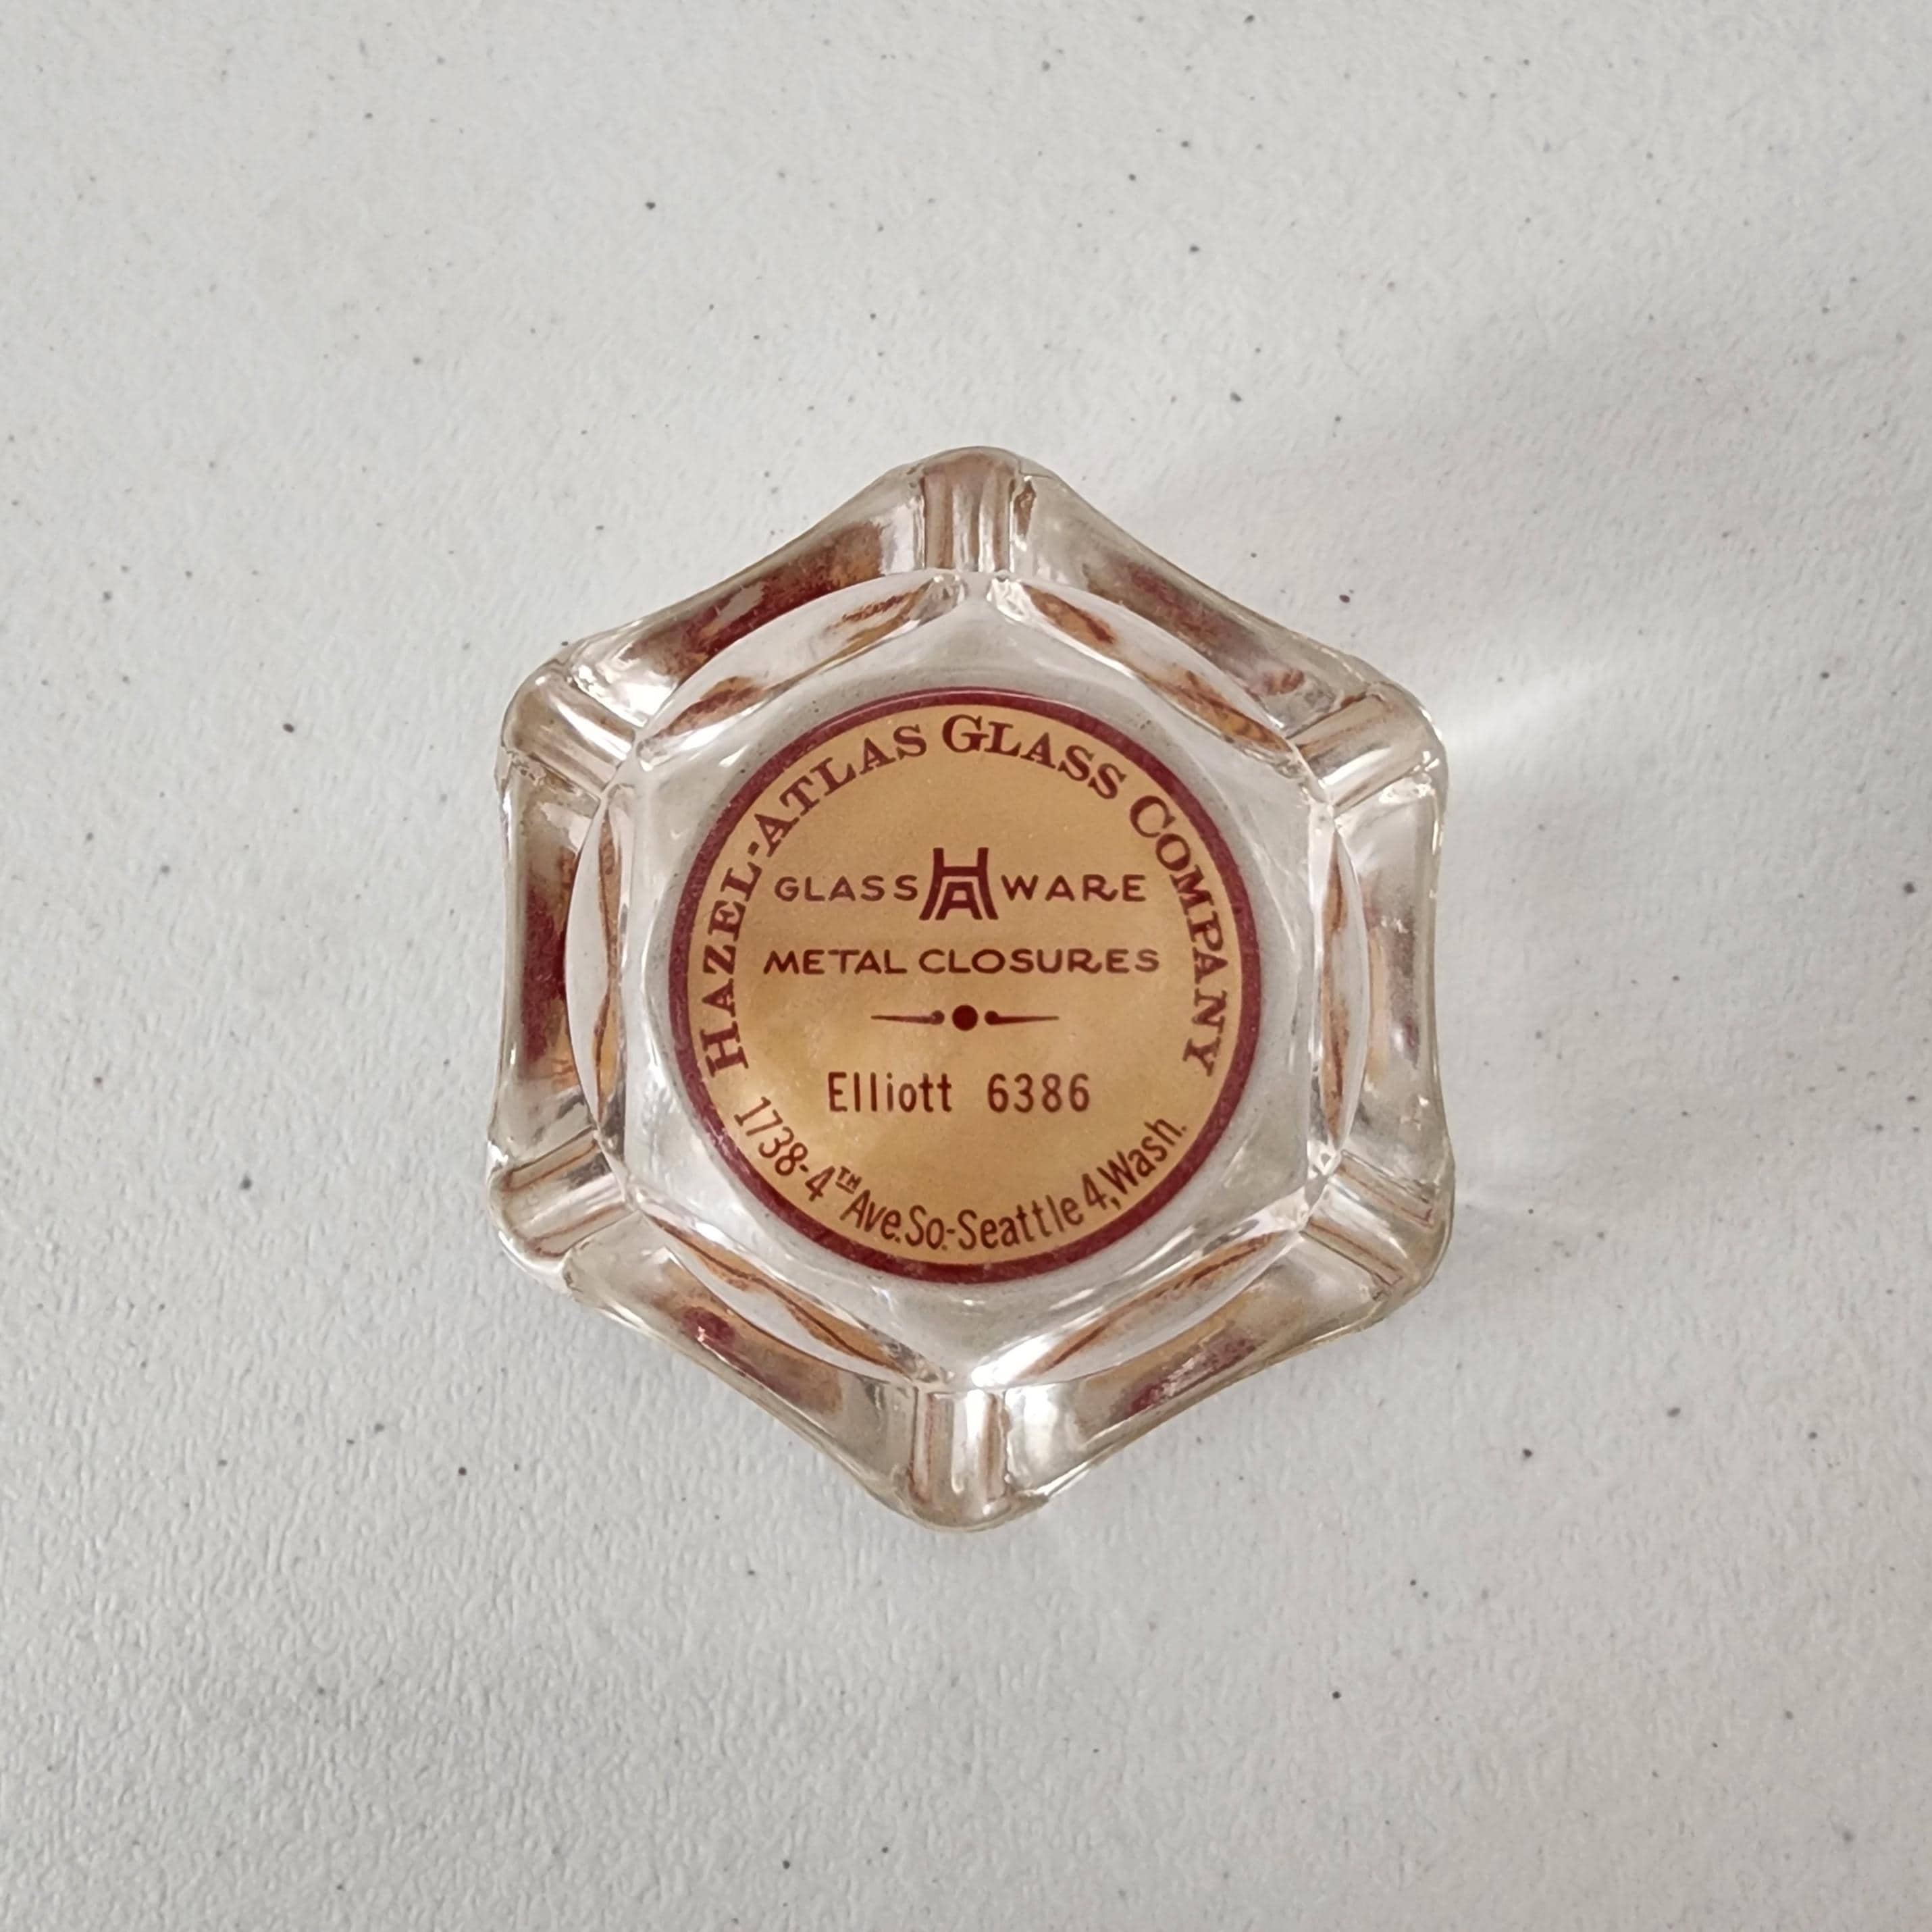 HAZEL-ATLAS GLASS COMPANY
GLASS HA WARE
METAL CLOSURES
Elliott 6386
1738-4TH Ave. So.-Seattle 4, Wash.